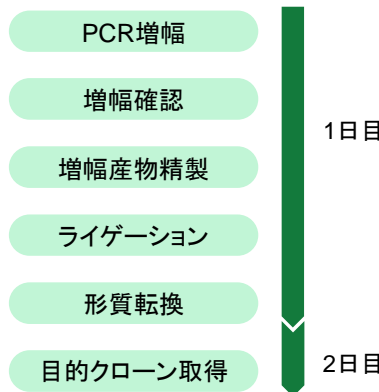 PCR増幅
増幅確認
1日目
増幅産物精製
ライゲーション
形質転換
目的クローン取得
2日目